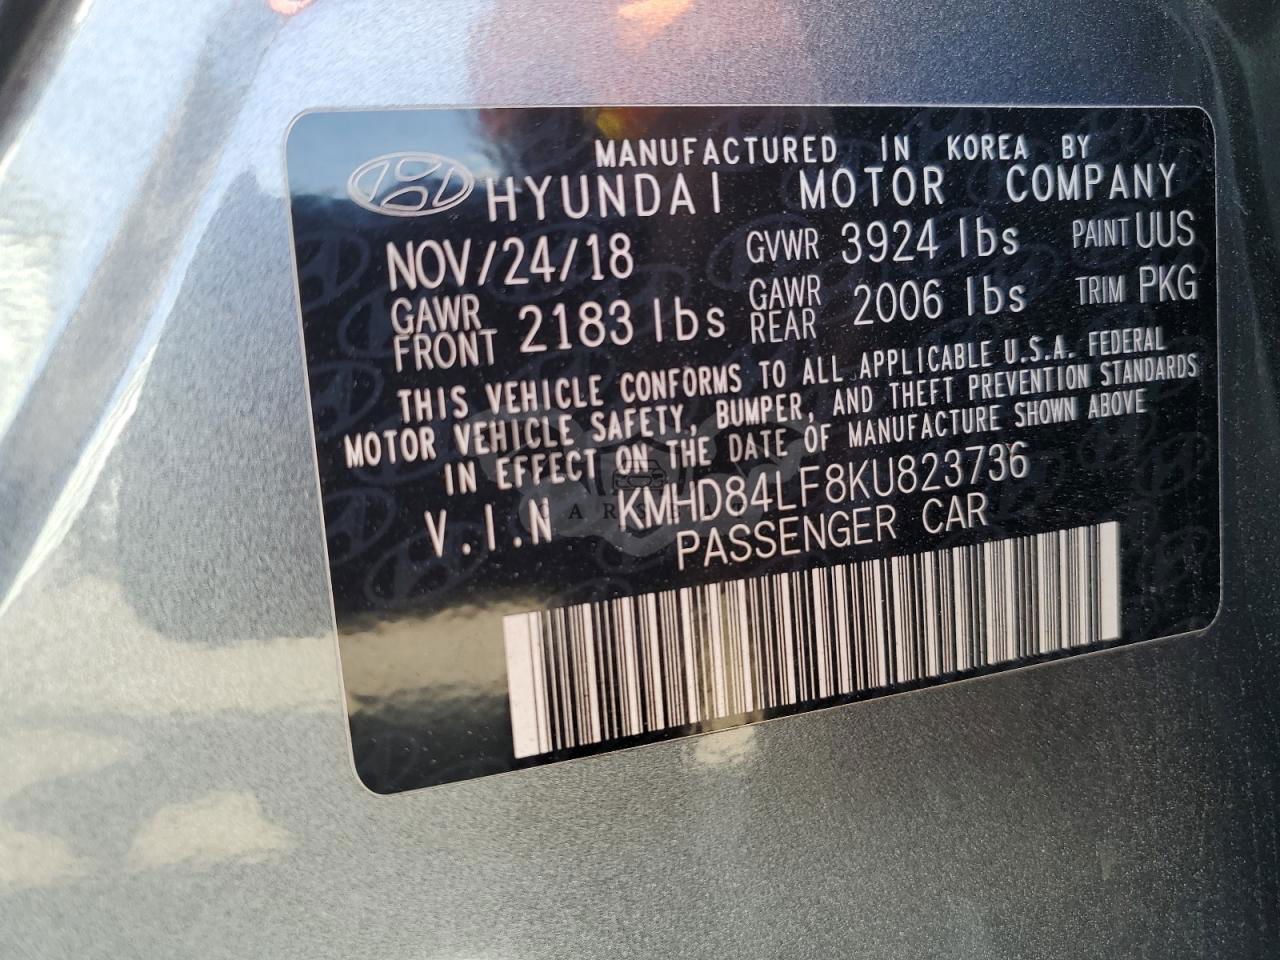 MANUFACTURED IN KOREA BY
HYUNDAI MOTOR COMPANY
NOV/24/18 GVWR 3924 lbs PAINT UUS
GAWR FRONT 2183 lbs GAWR REAR 2006 lbs TRIM PKG
THIS VEHICLE CONFORMS TO ALL APPLICABLE U.S.A. FEDERAL
MOTOR VEHICLE SAFETY, BUMPER, AND THEFT PREVENTION STANDARDS
IN EFFECT ON THE DATE OF MANUFACTURE SHOWN ABOVE
V.I.N KMHD84LF8KU823736
PASSENGER CAR